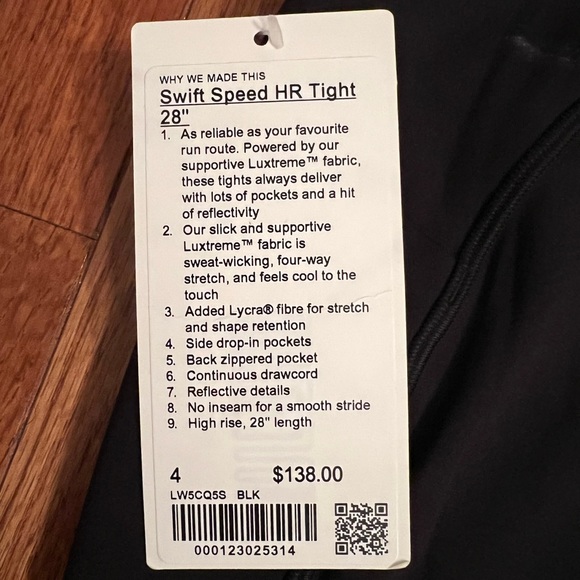 WHY WE MADE THIS
Swift Speed HR Tight
28"
1. As reliable as your favourite
run route. Powered by our
supportive Luxtreme™ fabric,
these tights always deliver
with lots of pockets and a hit
of reflectivity
2. Our slick and supportive
Luxtreme™ fabric is
sweat-wicking, four-way
stretch, and feels cool to the
touch
3. Added Lycra® fibre for stretch
and shape retention
4. Side drop-in pockets
5. Back zippered pocket
6. Continuous drawcord
7. Reflective details
8. No inseam for a smooth stride
9. High rise, 28" length
4 $138.00
LW5CQ5S BLK
000123025314